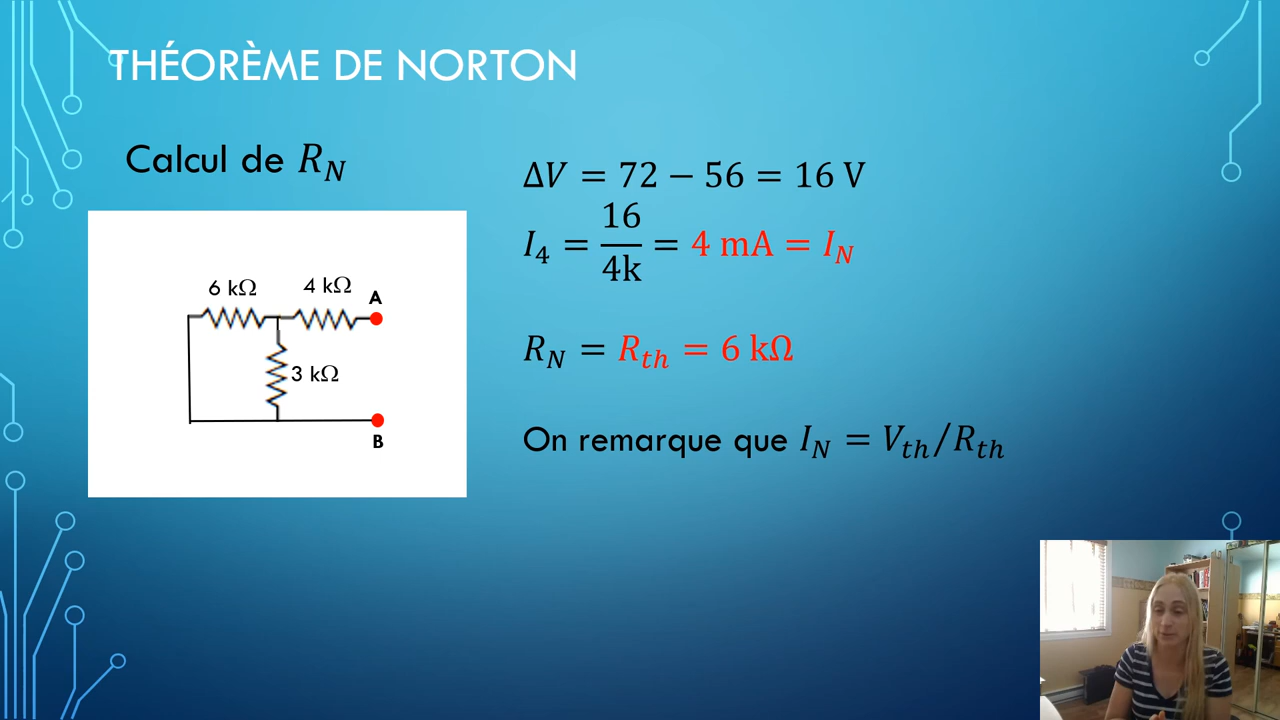 THÉORÈME DE NORTON
Calcul de R_N
6 kΩ
4 kΩ
A
3 kΩ
B
ΔV = 72 − 56 = 16 V
I_4 = 16/4k = 4 mA = I_N
R_N = R_th = 6 kΩ
On remarque que I_N = V_th/R_th